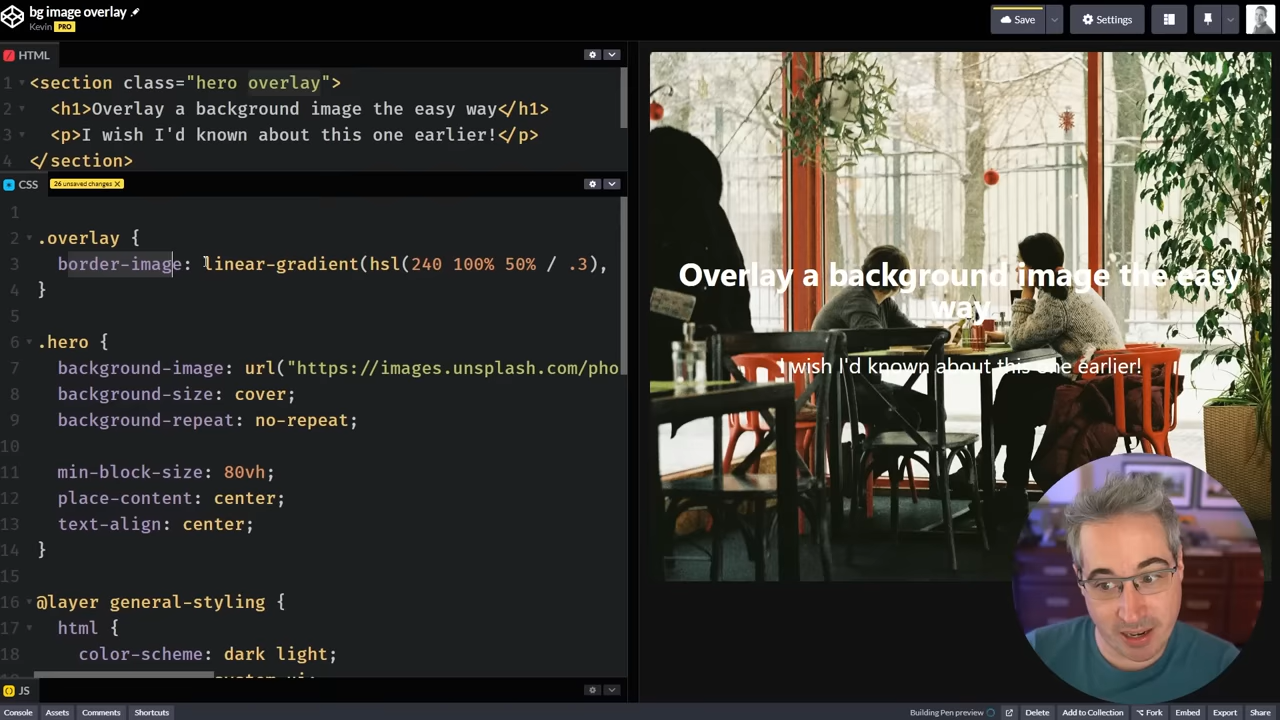 bg image overlay
Kevin PRO
Save
Settings
HTML
1 <section class="hero overlay">
2 <h1>Overlay a background image the easy way</h1>
3 <p>I wish I'd known about this one earlier!</p>
4 </section>
CSS
26 unsaved changes X
1
2 .overlay {
3 border-image: linear-gradient(hsl(240 100% 50% / .3),
4 }
5
6 .hero {
7 background-image: url("https://images.unsplash.com/pho
8 background-size: cover;
9 background-repeat: no-repeat;
10
11 min-block-size: 80vh;
12 place-content: center;
13 text-align: center;
14 }
15
16 @layer general-styling {
17 html {
18 color-scheme: dark light;
JS
Overlay a background image the easy
way
I wish I'd known about this one earlier!
Console
Assets
Comments
Shortcuts
Building Pen preview
Delete
Add to Collection
Fork
Embed
Export
Share